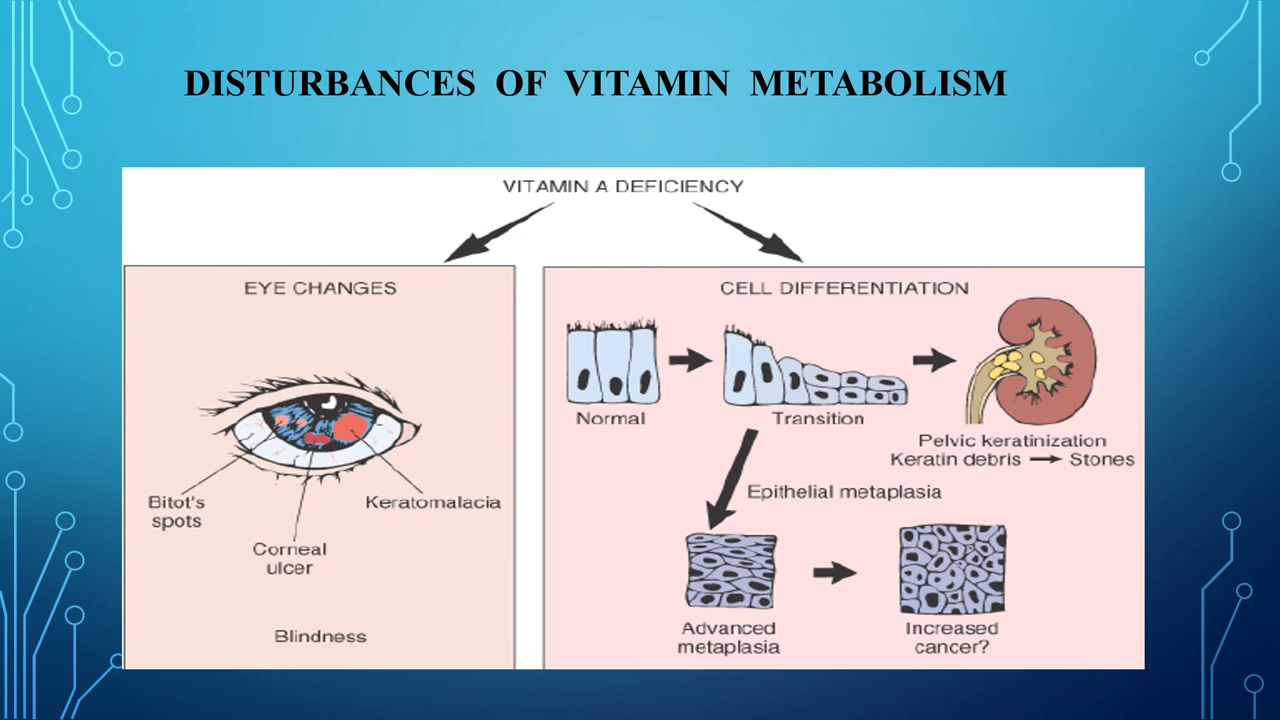 DISTURBANCES OF VITAMIN METABOLISM
VITAMIN A DEFICIENCY
EYE CHANGES
Bitot's
spots
Corneal
ulcer
Keratomalacia
Blindness
CELL DIFFERENTIATION
Normal
Transition
Pelvic keratinization
Keratin debris → Stones
Epithelial metaplasia
Advanced
metaplasia
Increased
cancer?